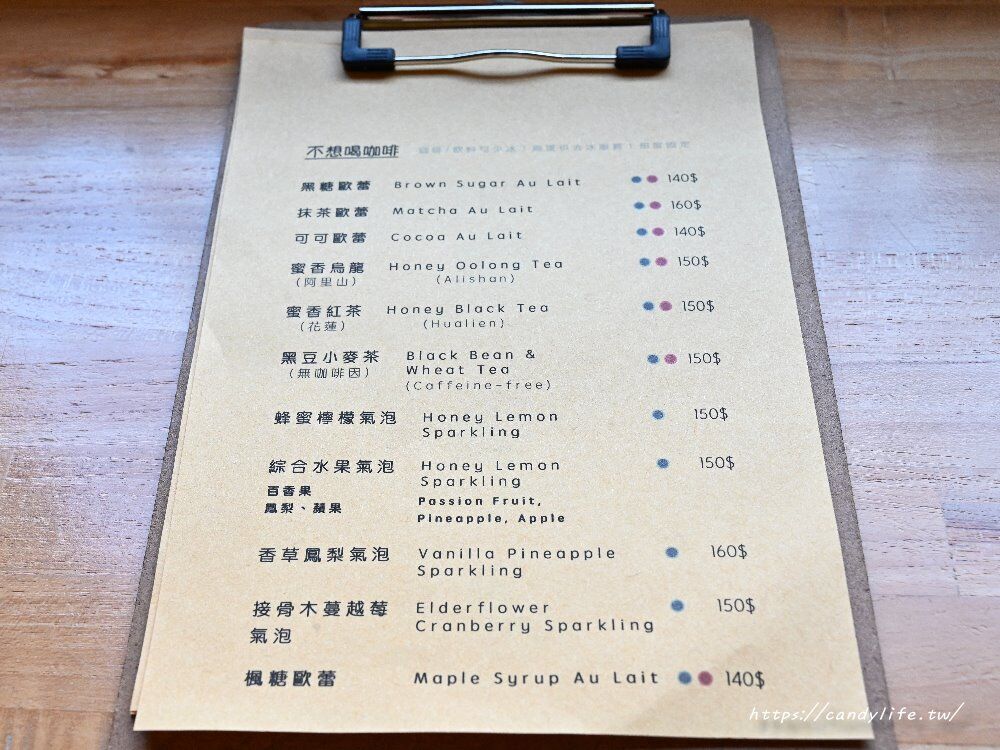 不想喝咖啡
黑糖歐蕾 Brown Sugar Au Lait 140$
抹茶歐蕾 Matcha Au Lait 160$
可可歐蕾 Cocoa Au Lait 140$
蜜香烏龍 Honey Oolong Tea 150$
(阿里山) (Alishan)
蜜香紅茶 Honey Black Tea 150$
(花蓮) (Hualien)
黑豆小麥茶 Black Bean & 150$
(無咖啡因) Wheat Tea
(Caffeine-free)
蜂蜜檸檬氣泡 Honey Lemon 150$
Sparkling
綜合水果氣泡 Honey Lemon 150$
Sparkling
百香果 Passion Fruit,
鳳梨、蘋果 Pineapple, Apple
香草鳳梨氣泡 Vanilla Pineapple 160$
Sparkling
接骨木蔓越莓 Elderflower 150$
氣泡 Cranberry Sparkling
楓糖歐蕾 Maple Syrup Au Lait 140$
https://candylife.tw/